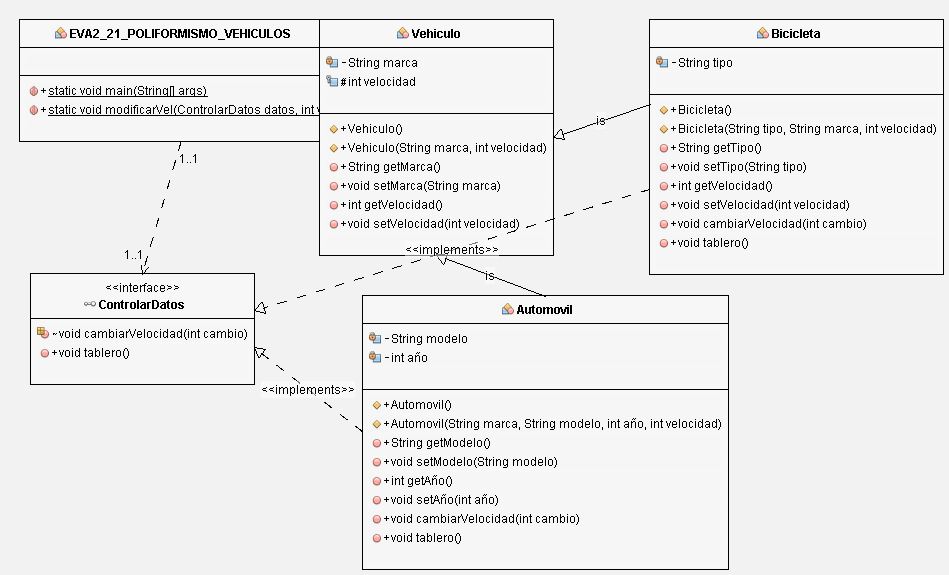 EVA2_21_POLIFORMISMO_VEHICULOS
+ static void main(String[] args)
+ static void modificarVel(ControlarDatos datos, int v
Vehiculo
- String marca
# int velocidad
+ Vehiculo()
+ Vehiculo(String marca, int velocidad)
+ String getMarca()
+ void setMarca(String marca)
+ int getVelocidad()
+ void setVelocidad(int velocidad)
Bicicleta
- String tipo
+ Bicicleta()
+ Bicicleta(String tipo, String marca, int velocidad)
+ String getTipo()
+ void setTipo(String tipo)
+ int getVelocidad()
+ void setVelocidad(int velocidad)
+ void cambiarVelocidad(int cambio)
+ void tablero()
is
1..1
1..1
<<implements>>
is
<<interface>>
ControlarDatos
~ void cambiarVelocidad(int cambio)
+ void tablero()
<<implements>>
Automovil
- String modelo
- int año
+ Automovil()
+ Automovil(String marca, String modelo, int año, int velocidad)
+ String getModelo()
+ void setModelo(String modelo)
+ int getAño()
+ void setAño(int año)
+ void cambiarVelocidad(int cambio)
+ void tablero()